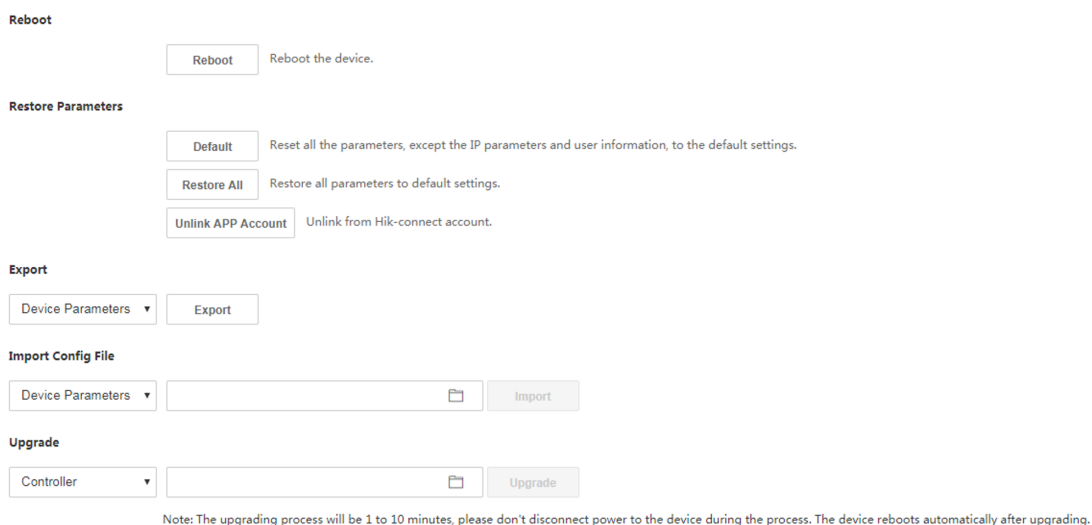 Reboot
Reboot Reboot the device.
Restore Parameters
Default Reset all the parameters, except the IP parameters and user information, to the default settings.
Restore All Restore all parameters to default settings.
Unlink APP Account Unlink from Hik-connect account.
Export
Device Parameters Export
Import Config File
Device Parameters Import
Upgrade
Controller Upgrade
Note: The upgrading process will be 1 to 10 minutes, please don't disconnect power to the device during the process. The device reboots automatically after upgrading.